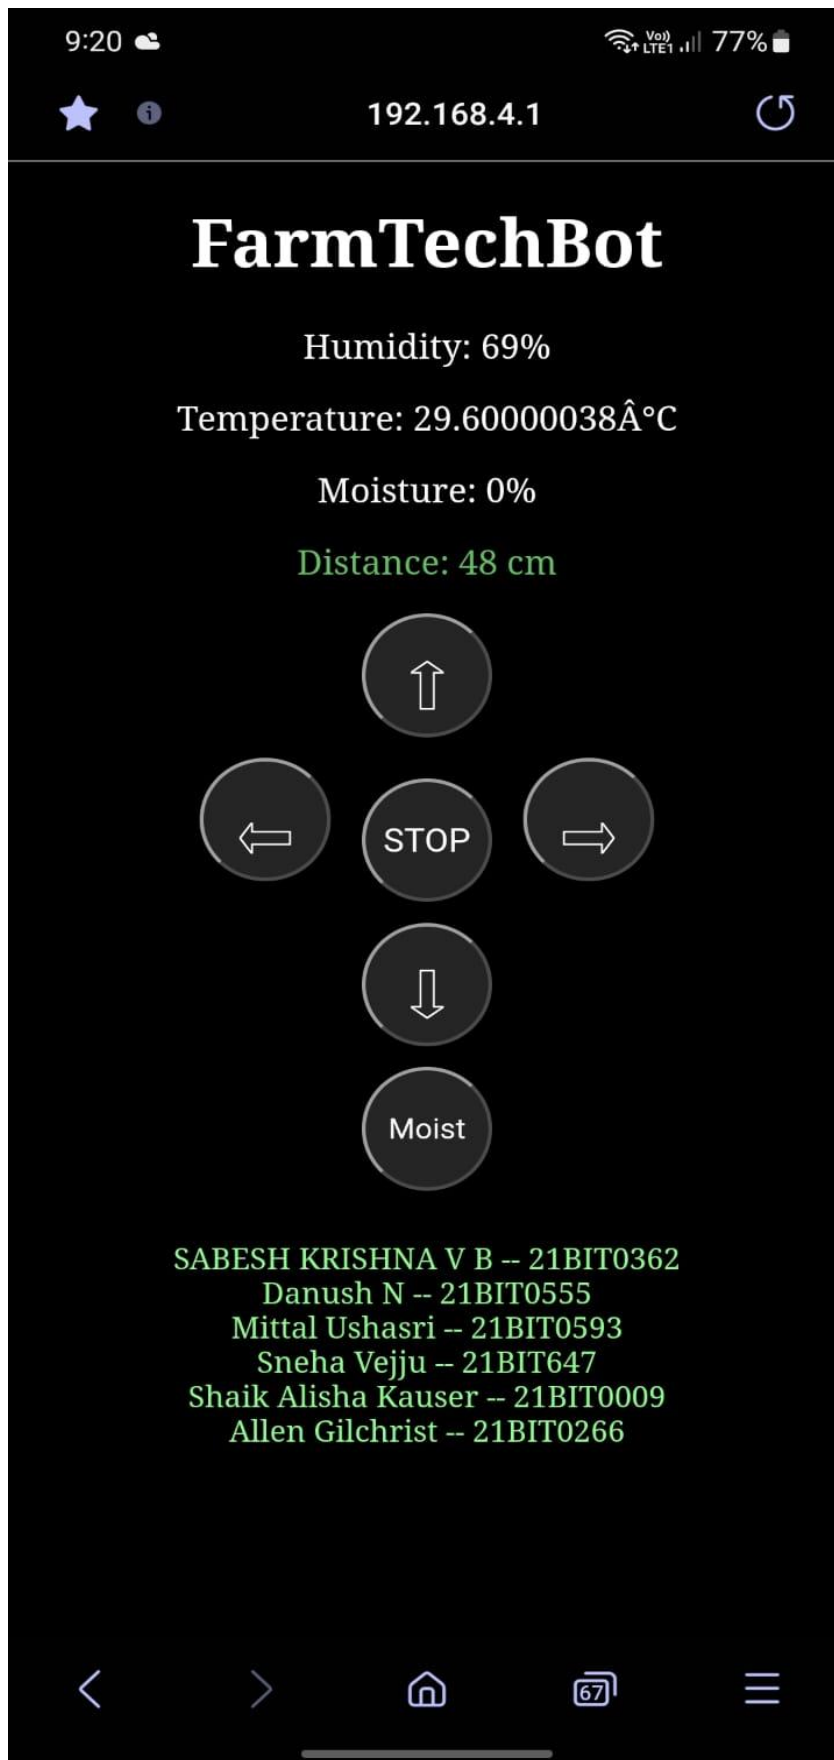 9:20
Vo)) LTE1 77%
192.168.4.1
FarmTechBot
Humidity: 69%
Temperature: 29.60000038Â°C
Moisture: 0%
Distance: 48 cm
⇧
⇦ STOP ⇨
⇩
Moist
SABESH KRISHNA V B -- 21BIT0362
Danush N -- 21BIT0555
Mittal Ushasri -- 21BIT0593
Sneha Vejju -- 21BIT647
Shaik Alisha Kauser -- 21BIT0009
Allen Gilchrist -- 21BIT0266
67